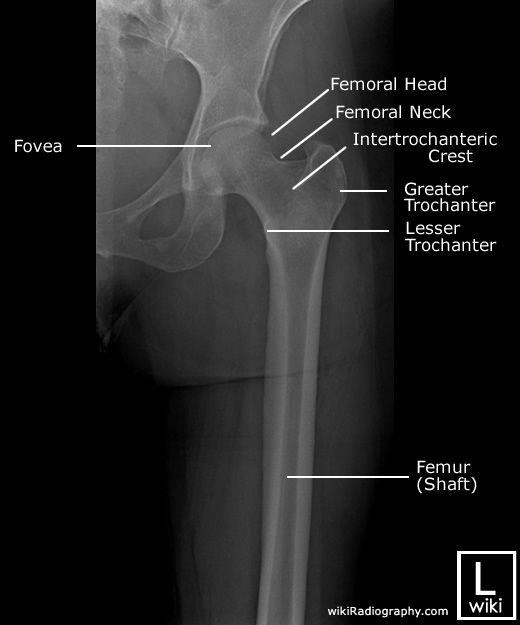 Femoral Head
Femoral Neck
Fovea
Intertrochanteric
Crest
Greater
Trochanter
Lesser
Trochanter
Femur
(Shaft)
L
wiki
wikiRadiography.com